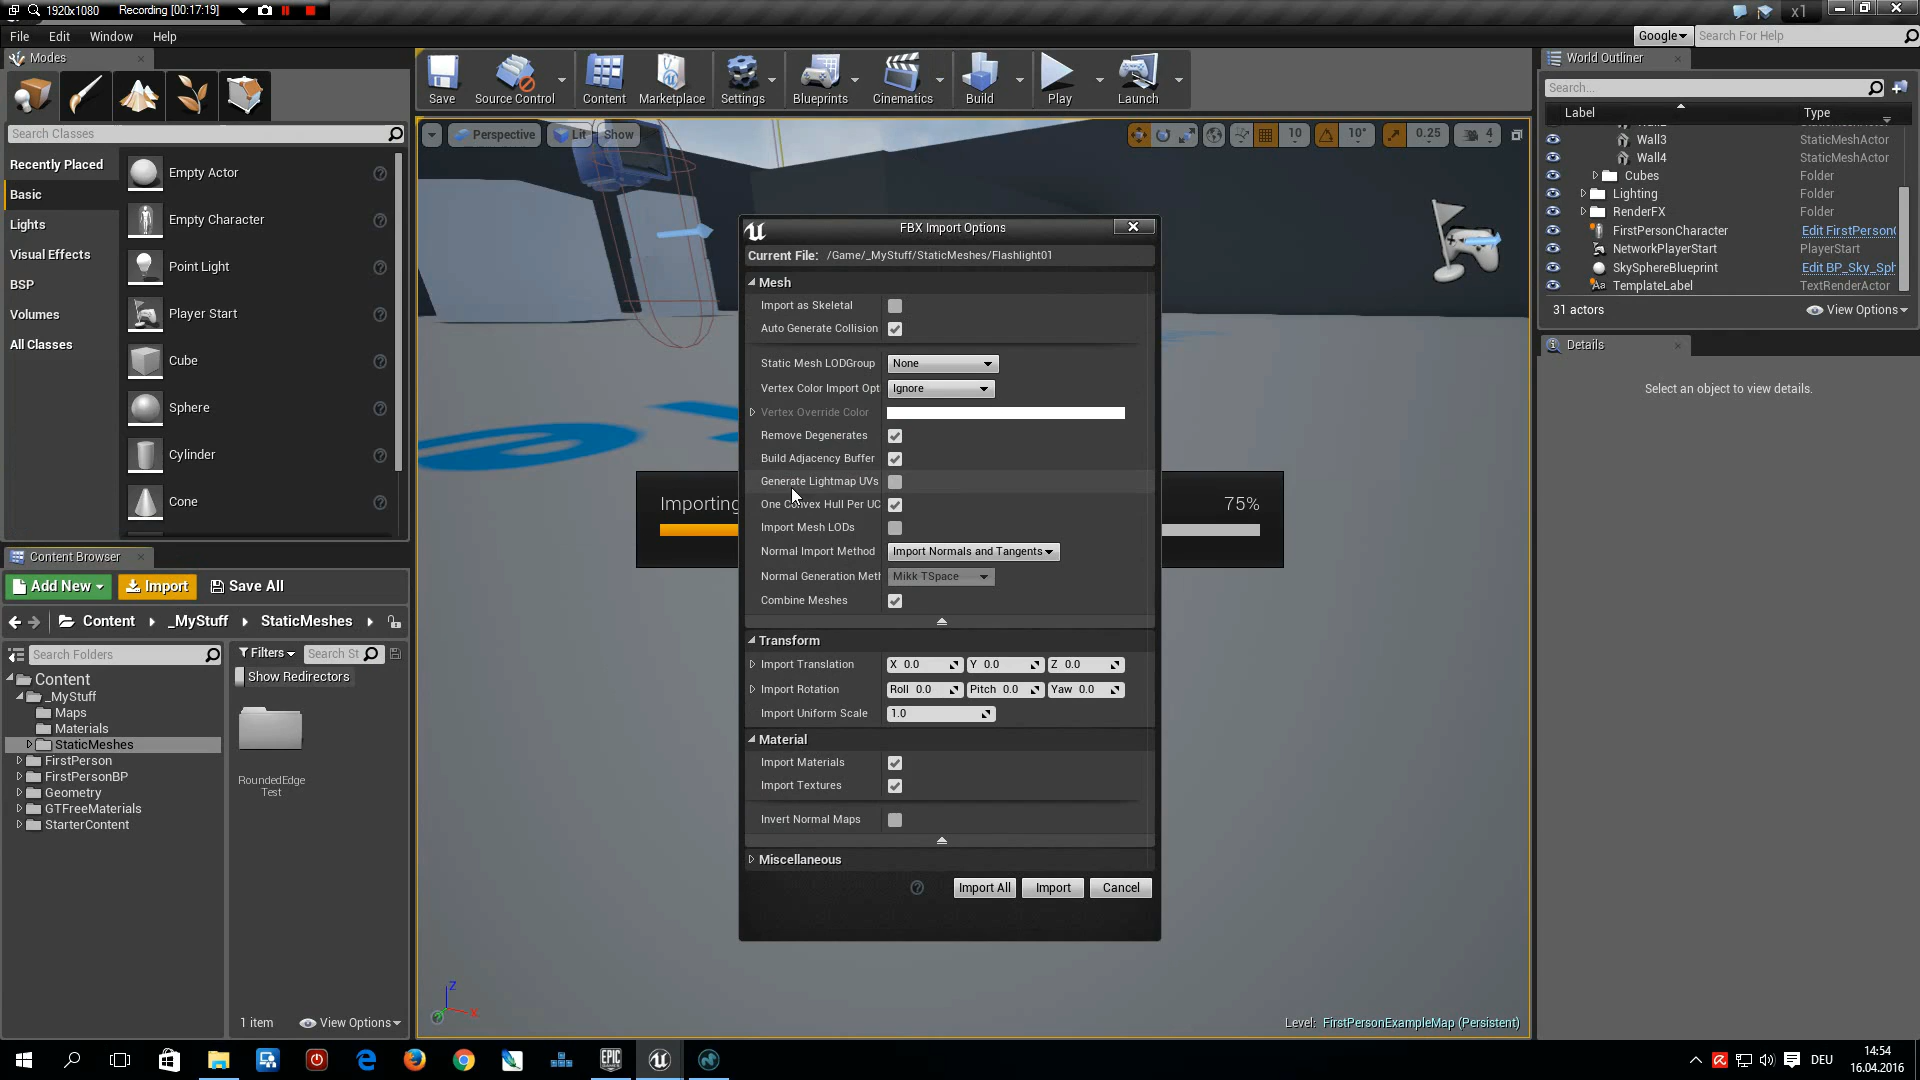 1920x1080 Recording [00:17:19] x1
File Edit Window Help Google Search For Help
Modes
Search Classes
Recently Placed
Basic
Lights
Visual Effects
BSP
Volumes
All Classes
Empty Actor
Empty Character
Point Light
Player Start
Cube
Sphere
Cylinder
Cone
Save Source Control Content Marketplace Settings Blueprints Cinematics Build Play Launch
Perspective Lit Show 10 10° 0.25 4
World Outliner
Search...
Label Type
Wall3 StaticMeshActor
Wall4 StaticMeshActor
Cubes Folder
Lighting Folder
RenderFX Folder
FirstPersonCharacter Edit FirstPerson
NetworkPlayerStart PlayerStart
SkySphereBlueprint Edit BP_Sky_Sph
TemplateLabel TextRenderActor
31 actors View Options
Details
Select an object to view details.
Importing 75%
FBX Import Options
Current File: /Game/_MyStuff/StaticMeshes/Flashlight01
Mesh
Import as Skeletal
Auto Generate Collision
Static Mesh LODGroup None
Vertex Color Import Opt Ignore
Vertex Override Color
Remove Degenerates
Build Adjacency Buffer
Generate Lightmap UVs
One Convex Hull Per UC
Import Mesh LODs
Normal Import Method Import Normals and Tangents
Normal Generation Meth Mikk TSpace
Combine Meshes
Transform
Import Translation X 0.0 Y 0.0 Z 0.0
Import Rotation Roll 0.0 Pitch 0.0 Yaw 0.0
Import Uniform Scale 1.0
Material
Import Materials
Import Textures
Invert Normal Maps
Miscellaneous
Import All Import Cancel
Content Browser
Add New Import Save All
Content _MyStuff StaticMeshes
Search Folders
Content
_MyStuff
Maps
Materials
StaticMeshes
FirstPerson
FirstPersonBP
Geometry
GTFreeMaterials
StarterContent
Filters Search St
Show Redirectors
RoundedEdge
Test
1 item View Options
Z
X
Level: FirstPersonExampleMap (Persistent)
EPIC
GAMES
DEU
14:54
16.04.2016